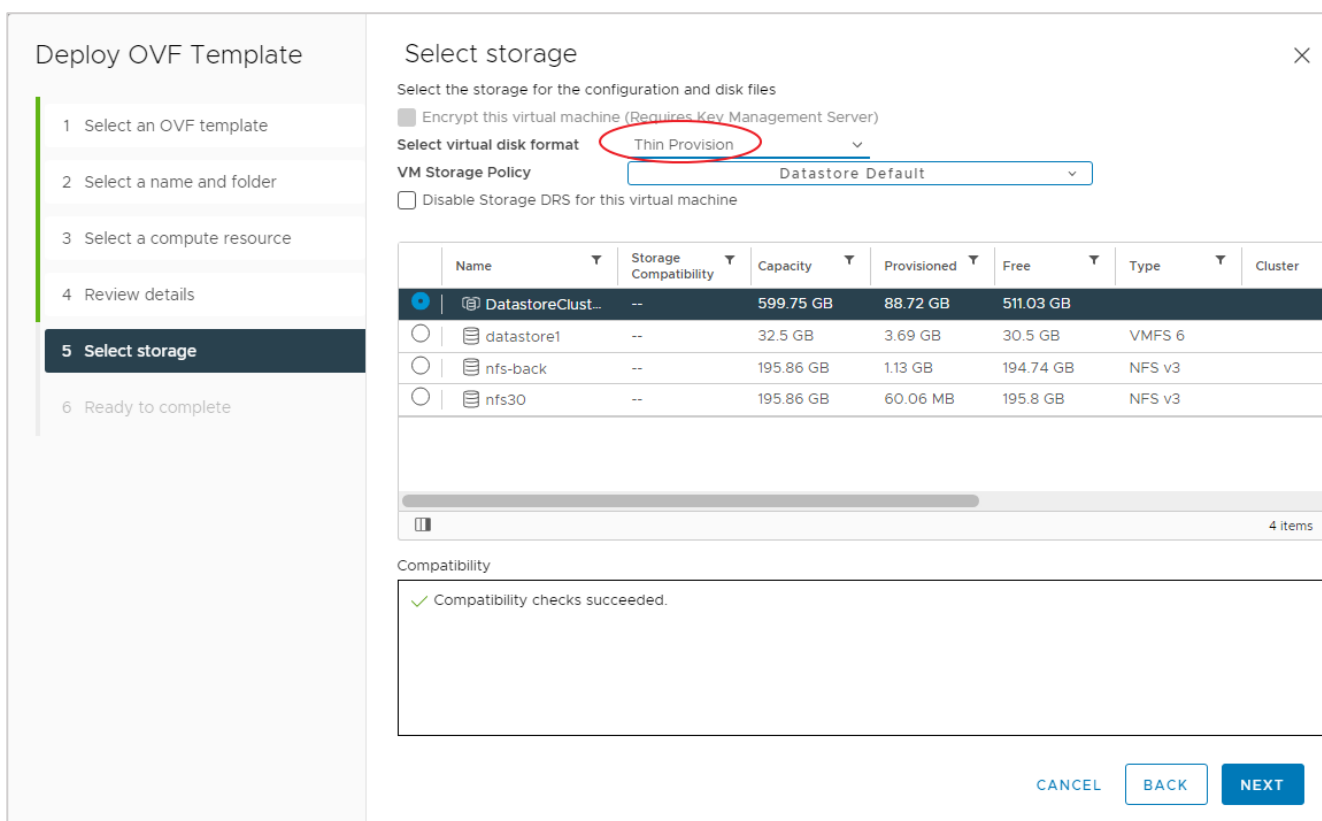 Deploy OVF Template
1 Select an OVF template
2 Select a name and folder
3 Select a compute resource
4 Review details
5 Select storage
6 Ready to complete
Select storage
Select the storage for the configuration and disk files
Encrypt this virtual machine (Requires Key Management Server)
Select virtual disk format Thin Provision
VM Storage Policy Datastore Default
Disable Storage DRS for this virtual machine
Name Storage Compatibility Capacity Provisioned Free Type Cluster
DatastoreClust... -- 599.75 GB 88.72 GB 511.03 GB
datastore1 -- 32.5 GB 3.69 GB 30.5 GB VMFS 6
nfs-back -- 195.86 GB 1.13 GB 194.74 GB NFS v3
nfs30 -- 195.86 GB 60.06 MB 195.8 GB NFS v3
4 items
Compatibility
Compatibility checks succeeded.
CANCEL BACK NEXT